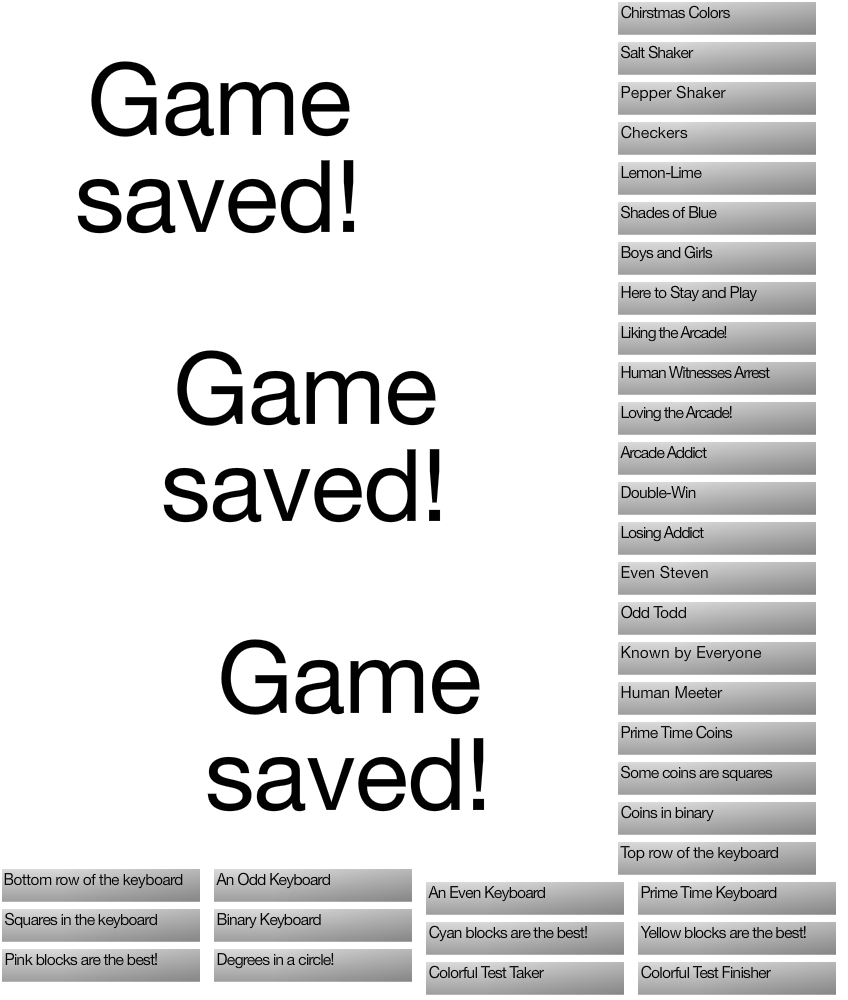 Game
saved!
Game
saved!
Game
saved!
Chirstmas Colors
Salt Shaker
Pepper Shaker
Checkers
Lemon-Lime
Shades of Blue
Boys and Girls
Here to Stay and Play
Liking the Arcade!
Human Witnesses Arrest
Loving the Arcade!
Arcade Addict
Double-Win
Losing Addict
Even Steven
Odd Todd
Known by Everyone
Human Meeter
Prime Time Coins
Some coins are squares
Coins in binary
Top row of the keyboard
Bottom row of the keyboard
An Odd Keyboard
An Even Keyboard
Prime Time Keyboard
Squares in the keyboard
Binary Keyboard
Cyan blocks are the best!
Yellow blocks are the best!
Pink blocks are the best!
Degrees in a circle!
Colorful Test Taker
Colorful Test Finisher